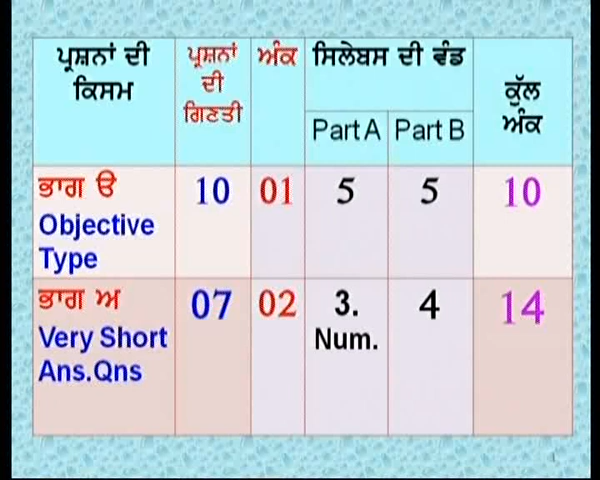 ਪ੍ਰਸ਼ਨਾਂ ਦੀ ਕਿਸਮ
ਪ੍ਰਸ਼ਨਾਂ ਦੀ ਗਿਣਤੀ
ਅੰਕ
ਸਿਲੇਬਸ ਦੀ ਵੰਡ
Part A
Part B
ਕੁੱਲ ਅੰਕ
ਭਾਗ ੳ
Objective
Type
10
01
5
5
10
ਭਾਗ ਅ
Very Short
Ans.Qns
07
02
3.
Num.
4
14